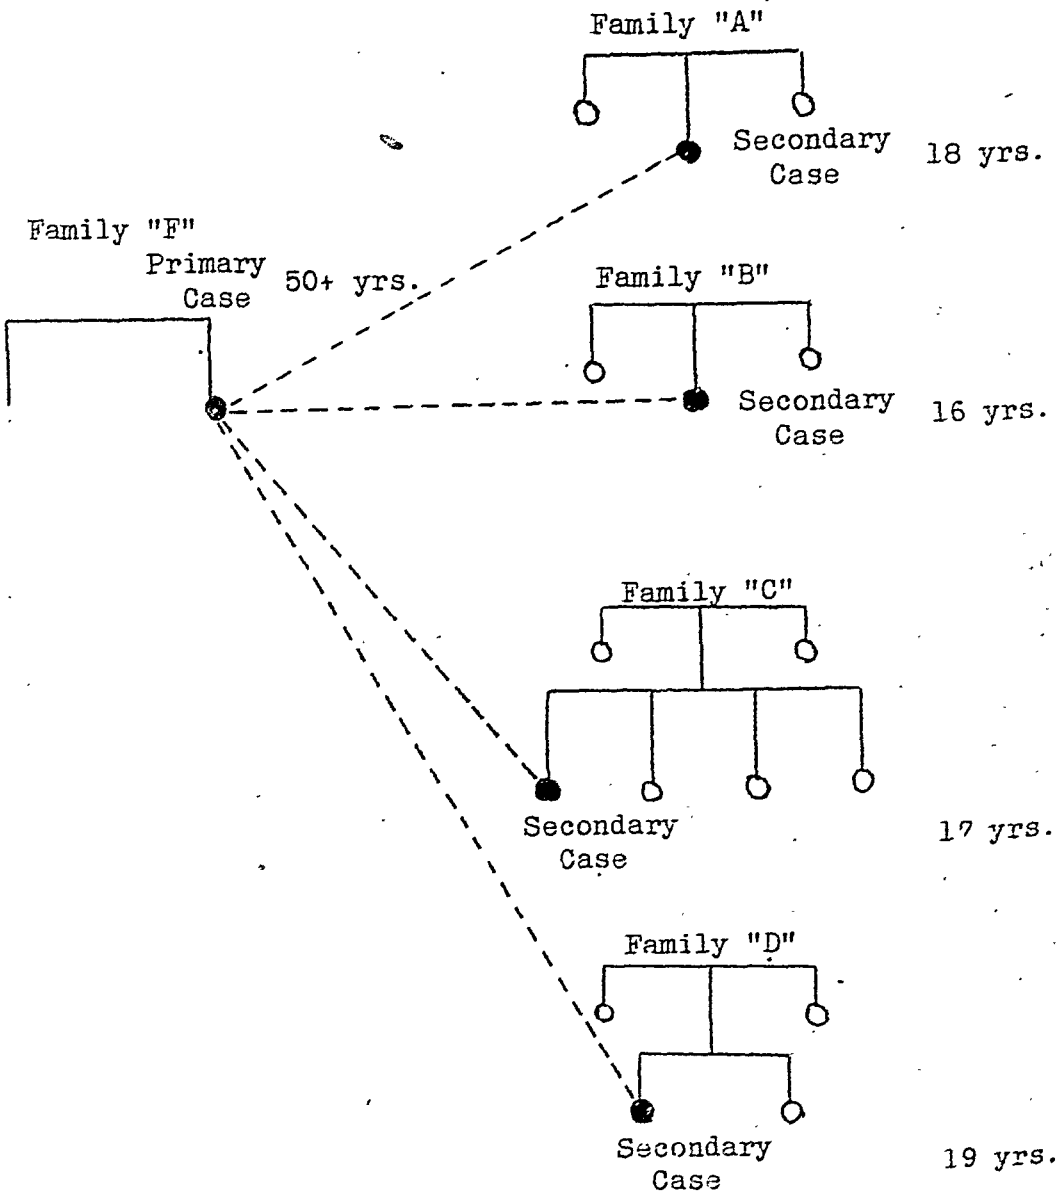 Family "A"
Secondary
Case
18 yrs.
Family "F"
Primary
Case
50+ yrs.
Family "B"
Secondary
Case
16 yrs.
Family "C"
Secondary
Case
17 yrs.
Family "D"
Secondary
Case
19 yrs.